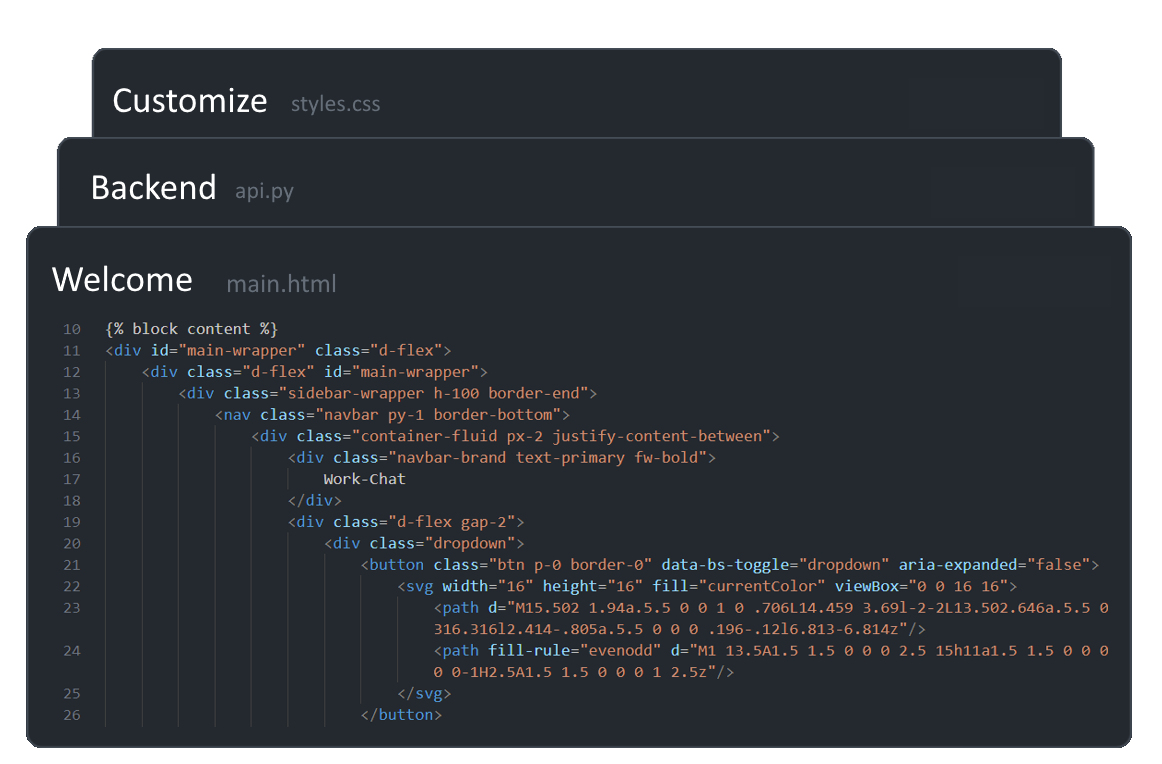 Customize styles.css
Backend api.py
Welcome main.html
10 {% block content %}
11 <div id="main-wrapper" class="d-flex">
12 <div class="d-flex" id="main-wrapper">
13 <div class="sidebar-wrapper h-100 border-end">
14 <nav class="navbar py-1 border-bottom">
15 <div class="container-fluid px-2 justify-content-between">
16 <div class="navbar-brand text-primary fw-bold">
17 Work-Chat
18 </div>
19 <div class="d-flex gap-2">
20 <div class="dropdown">
21 <button class="btn p-0 border-0" data-bs-toggle="dropdown" aria-expanded="false">
22 <svg width="16" height="16" fill="currentColor" viewBox="0 0 16 16">
23 <path d="M15.502 1.94a.5.5 0 0 1 0 .706L14.459 3.69l-2-2L13.502.646a.5.5 0
316.316l2.414-.805a.5.5 0 0 0 .196-.12l6.813-6.814z"/>
24 <path fill-rule="evenodd" d="M1 13.5A1.5 1.5 0 0 0 2.5 15h11a1.5 1.5 0 0 0
0 0-1H2.5A1.5 1.5 0 0 0 1 2.5z"/>
25 </svg>
26 </button>